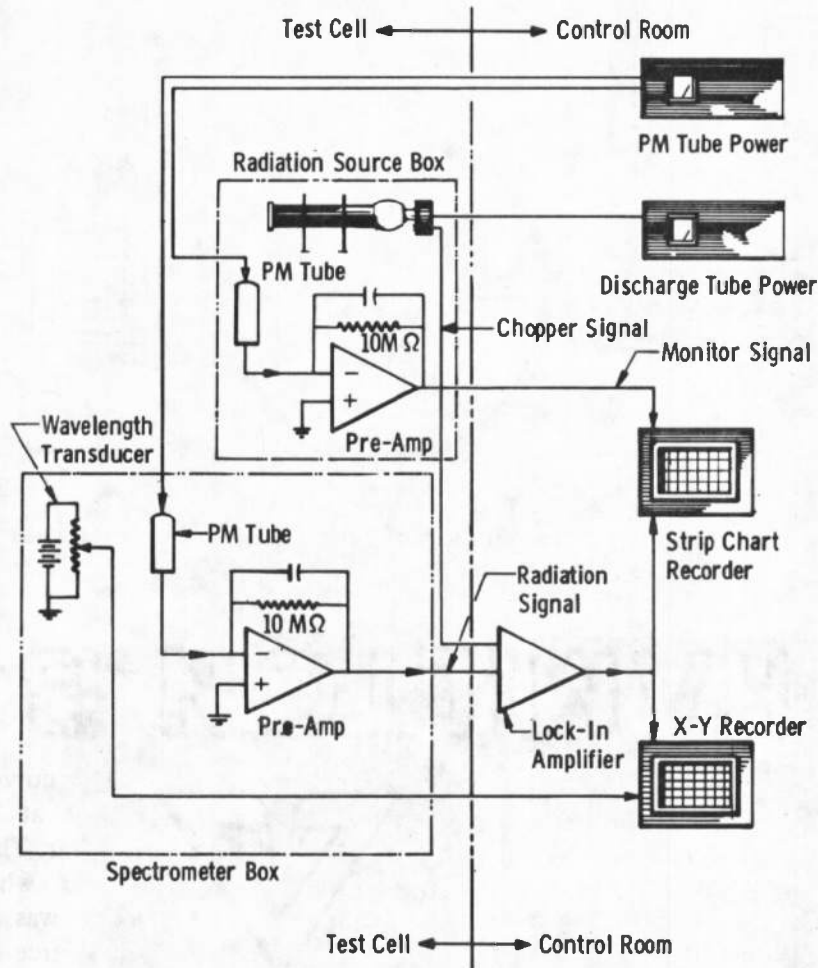 Test Cell
Control Room
PM Tube Power
Radiation Source Box
PM Tube
Discharge Tube Power
10M Ω
Chopper Signal
Monitor Signal
−
+
Pre-Amp
Wavelength
Transducer
PM Tube
Strip Chart
Recorder
10 MΩ
Radiation
Signal
−
+
Pre-Amp
Lock-In
Amplifier
X-Y Recorder
Spectrometer Box
Test Cell
Control Room